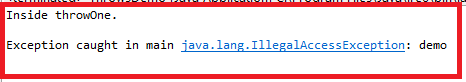 Inside throwOne.
Exception caught in main java.lang.IllegalAccessException: demo